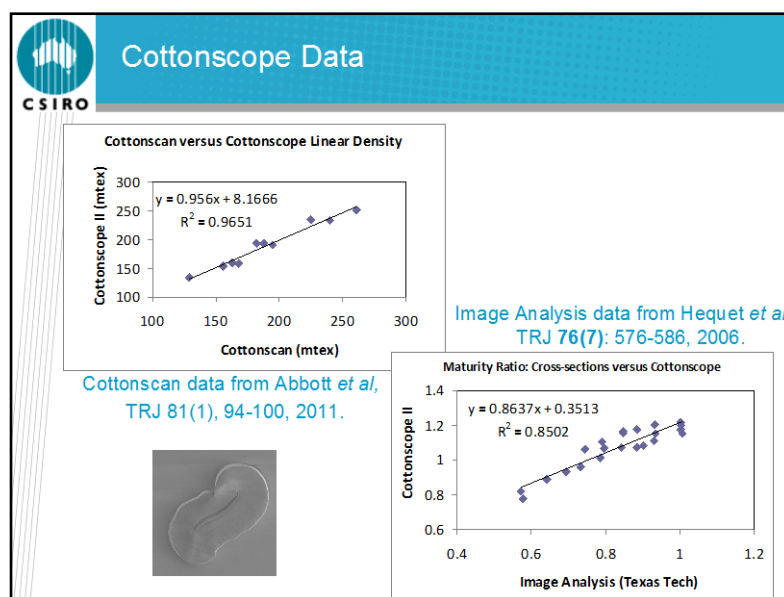 Cottonscope Data
CSIRO
Cottonscan versus Cottonscope Linear Density
Cottonscope II (mtex)
300
250
200
150
100
y = 0.956x + 8.1666
R² = 0.9651
100 150 200 250 300
Cottonscan (mtex)
Cottonscan data from Abbott et al,
TRJ 81(1), 94-100, 2011.
Image Analysis data from Hequet et al
TRJ 76(7): 576-586, 2006.
Maturity Ratio: Cross-sections versus Cottonscope
Cottonscope II
1.4
1.2
1
0.8
0.6
y = 0.8637x + 0.3513
R² = 0.8502
0.4 0.6 0.8 1 1.2
Image Analysis (Texas Tech)